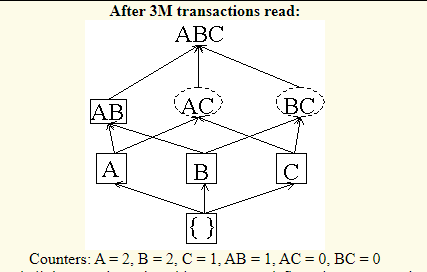 After 3M transactions read:
ABC
AB AC BC
A B C
{ }
Counters: A = 2, B = 2, C = 1, AB = 1, AC = 0, BC = 0